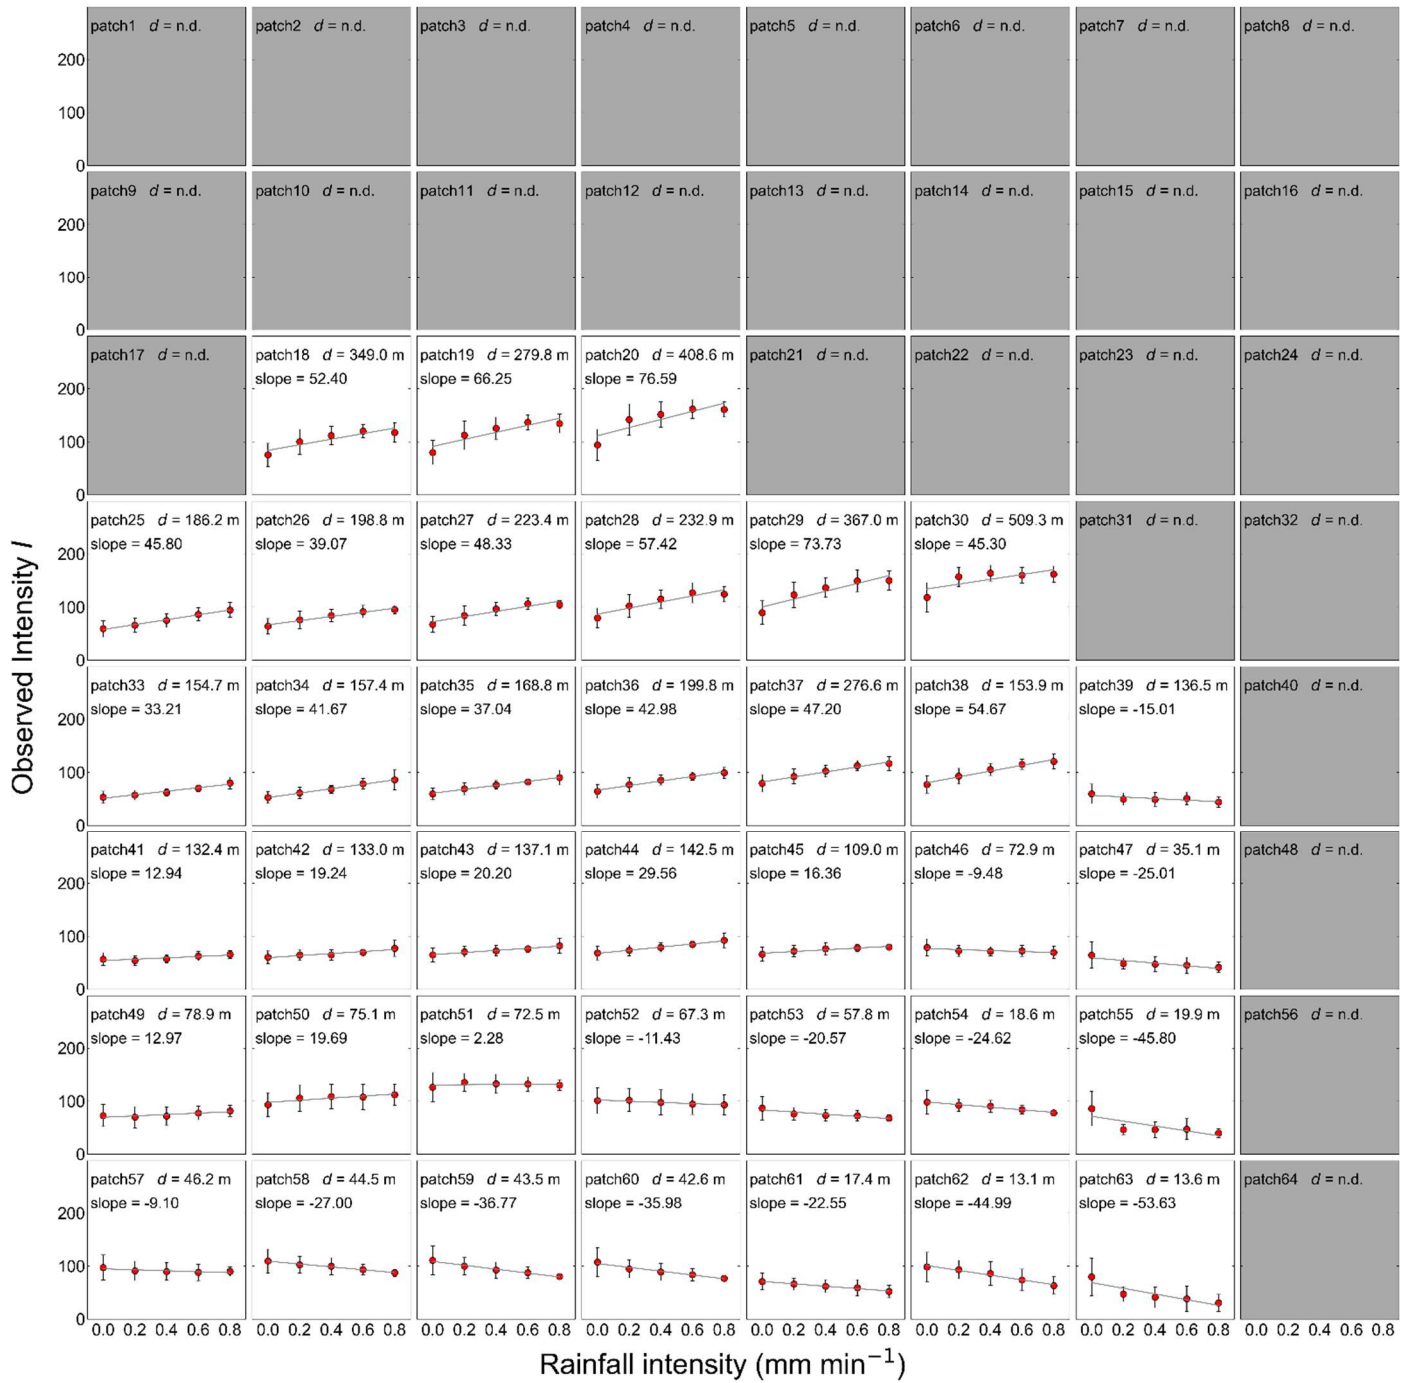 patch1 d = n.d. patch2 d = n.d. patch3 d = n.d. patch4 d = n.d. patch5 d = n.d. patch6 d = n.d. patch7 d = n.d. patch8 d = n.d.
200
100
0
patch9 d = n.d. patch10 d = n.d. patch11 d = n.d. patch12 d = n.d. patch13 d = n.d. patch14 d = n.d. patch15 d = n.d. patch16 d = n.d.
200
100
0
patch17 d = n.d. patch18 d = 349.0 m patch19 d = 279.8 m patch20 d = 408.6 m patch21 d = n.d. patch22 d = n.d. patch23 d = n.d. patch24 d = n.d.
slope = 52.40 slope = 66.25 slope = 76.59
200
100
0
patch25 d = 186.2 m patch26 d = 198.8 m patch27 d = 223.4 m patch28 d = 232.9 m patch29 d = 367.0 m patch30 d = 509.3 m patch31 d = n.d. patch32 d = n.d.
slope = 45.80 slope = 39.07 slope = 48.33 slope = 57.42 slope = 73.73 slope = 45.30
200
100
0
Observed Intensity I
patch33 d = 154.7 m patch34 d = 157.4 m patch35 d = 168.8 m patch36 d = 199.8 m patch37 d = 276.6 m patch38 d = 153.9 m patch39 d = 136.5 m patch40 d = n.d.
slope = 33.21 slope = 41.67 slope = 37.04 slope = 42.98 slope = 47.20 slope = 54.67 slope = -15.01
200
100
0
patch41 d = 132.4 m patch42 d = 133.0 m patch43 d = 137.1 m patch44 d = 142.5 m patch45 d = 109.0 m patch46 d = 72.9 m patch47 d = 35.1 m patch48 d = n.d.
slope = 12.94 slope = 19.24 slope = 20.20 slope = 29.56 slope = 16.36 slope = -9.48 slope = -25.01
200
100
0
patch49 d = 78.9 m patch50 d = 75.1 m patch51 d = 72.5 m patch52 d = 67.3 m patch53 d = 57.8 m patch54 d = 18.6 m patch55 d = 19.9 m patch56 d = n.d.
slope = 12.97 slope = 19.69 slope = 2.28 slope = -11.43 slope = -20.57 slope = -24.62 slope = -45.80
200
100
0
patch57 d = 46.2 m patch58 d = 44.5 m patch59 d = 43.5 m patch60 d = 42.6 m patch61 d = 17.4 m patch62 d = 13.1 m patch63 d = 13.6 m patch64 d = n.d.
slope = -9.10 slope = -27.00 slope = -36.77 slope = -35.98 slope = -22.55 slope = -44.99 slope = -53.63
200
100
0
0.0 0.2 0.4 0.6 0.8 0.0 0.2 0.4 0.6 0.8 0.0 0.2 0.4 0.6 0.8 0.0 0.2 0.4 0.6 0.8 0.0 0.2 0.4 0.6 0.8 0.0 0.2 0.4 0.6 0.8 0.0 0.2 0.4 0.6 0.8 0.0 0.2 0.4 0.6 0.8
Rainfall intensity (mm min⁻¹)